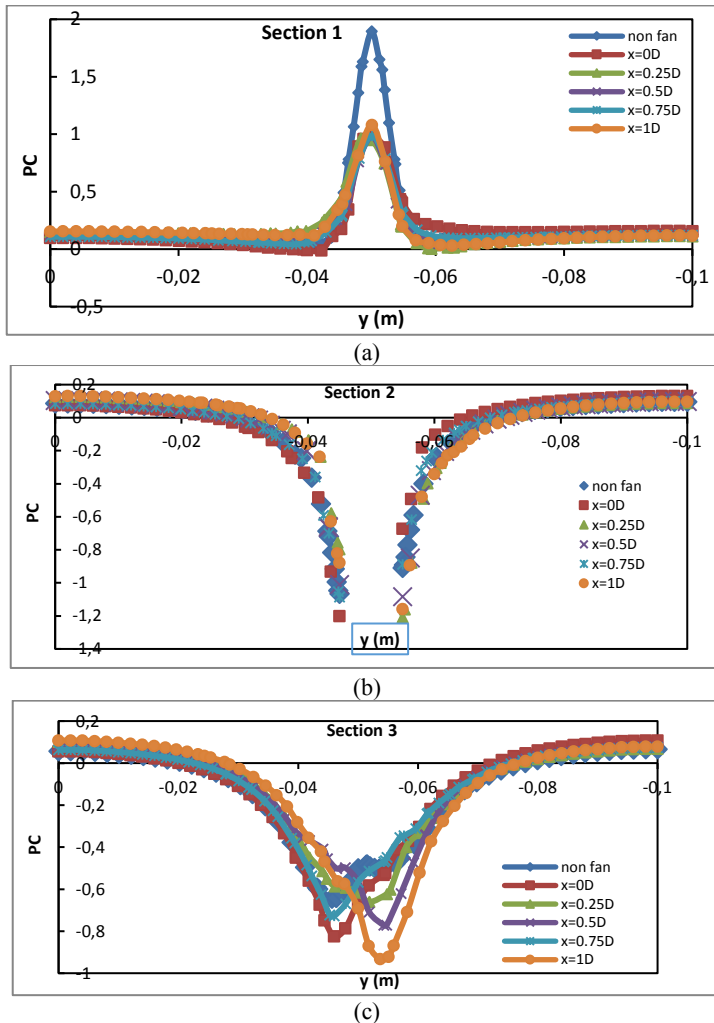 Section 1
2
1,5
1
0,5
0
-0,5
PC
0 -0,02 -0,04 -0,06 -0,08 -0,1
y (m)
non fan
x=0D
x=0.25D
x=0.5D
x=0.75D
x=1D
(a)
Section 2
0,2
0
-0,2
-0,4
-0,6
-0,8
-1
-1,2
-1,4
PC
0 -0,02 -0,04 -0,06 -0,08 -0,1
non fan
x=0D
x=0.25D
x=0.5D
x=0.75D
x=1D
y (m)
(b)
Section 3
0,2
0
-0,2
-0,4
-0,6
-0,8
-1
PC
0 -0,02 -0,04 -0,06 -0,08 -0,1
non fan
x=0D
x=0.25D
x=0.5D
x=0.75D
x=1D
y (m)
(c)